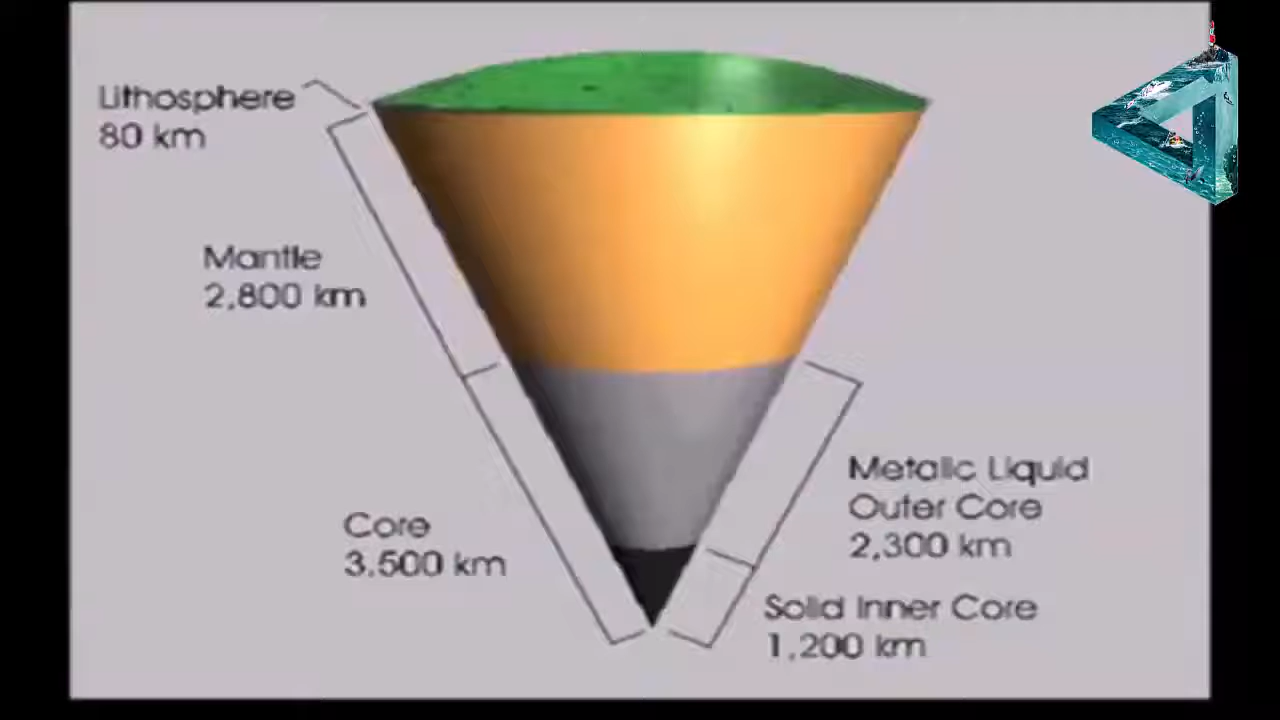 Lithosphere
80 km
Mantle
2,800 km
Core
3,500 km
Metalic Liquid
Outer Core
2,300 km
Solid Inner Core
1,200 km